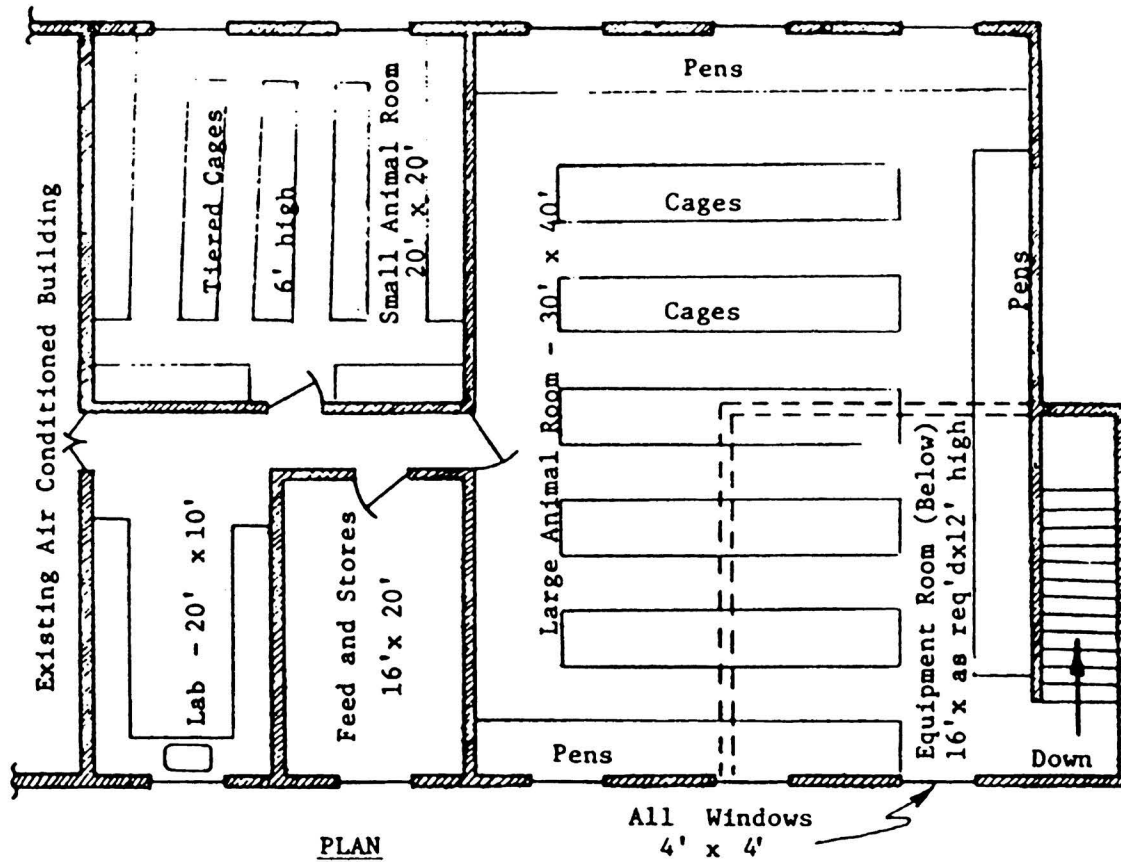 Existing Air Conditioned Building
Tiered Cages
6' high
Small Animal Room
20' x 20'
Pens
Cages
Cages
Pens
Large Animal Room - 30' x 40'
Lab - 20' x 10'
Feed and Stores
16' x 20'
Equipment Room (Below)
16'x as req'dx12' high
Pens
Down
All Windows
4' x 4'
PLAN